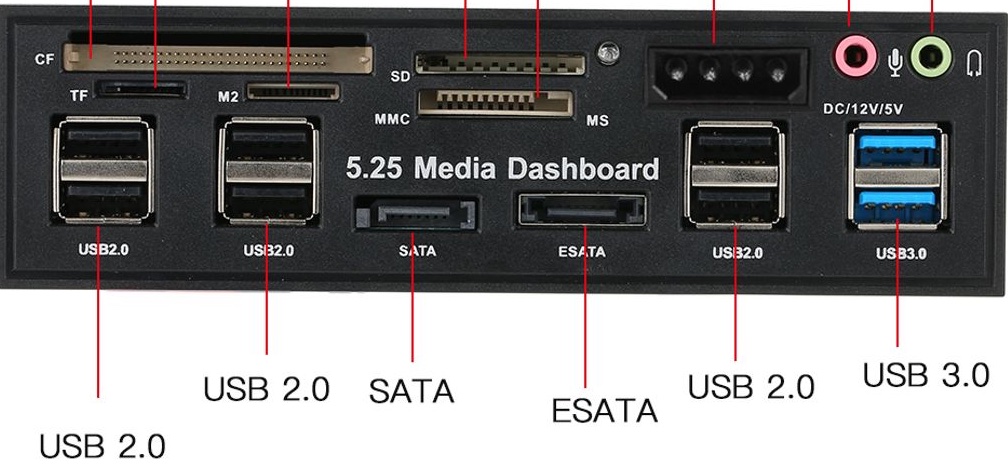 CF
SD
TF
M2
MMC
MS
DC/12V/5V
5.25 Media Dashboard
USB2.0
USB2.0
SATA
ESATA
USB2.0
USB3.0
USB 2.0
USB 2.0
SATA
ESATA
USB 2.0
USB 3.0